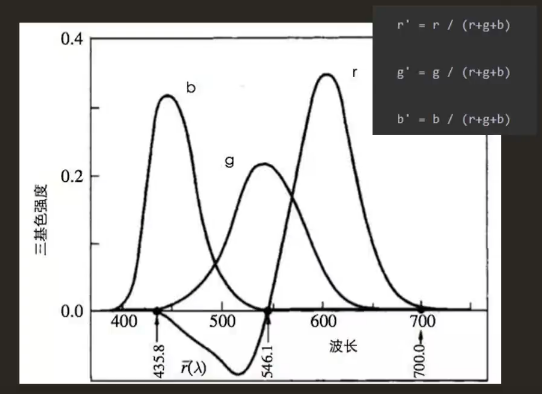 r' = r / (r+g+b)
g' = g / (r+g+b)
b' = b / (r+g+b)
0.4
0.2
0.0
三基色强度
b
g
r
400
500
600
700
波长
435.8
r̄(λ)
546.1
700.0